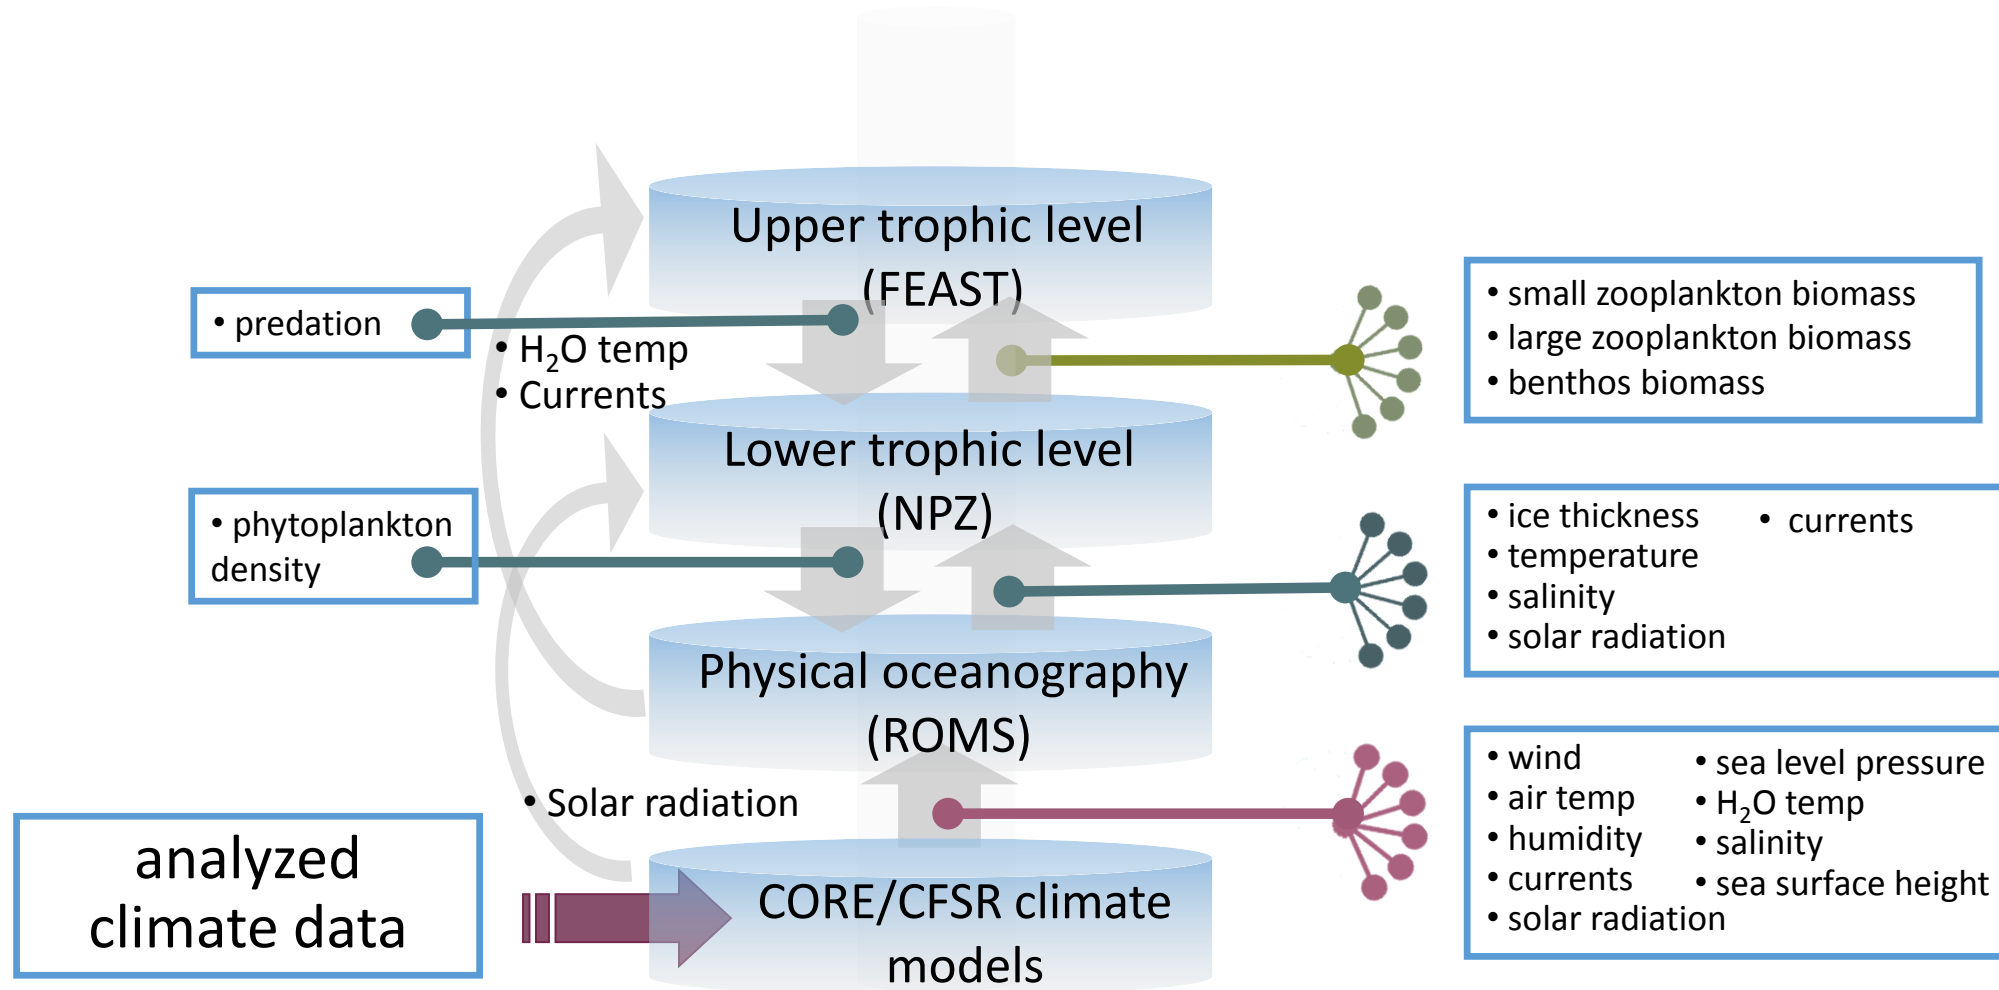 Upper trophic level
(FEAST)
• predation
• H₂O temp
• Currents
• small zooplankton biomass
• large zooplankton biomass
• benthos biomass
Lower trophic level
(NPZ)
• phytoplankton
density
• ice thickness
• temperature
• salinity
• solar radiation
• currents
Physical oceanography
(ROMS)
• Solar radiation
• wind
• air temp
• humidity
• currents
• solar radiation
• sea level pressure
• H₂O temp
• salinity
• sea surface height
analyzed
climate data
CORE/CFSR climate
models